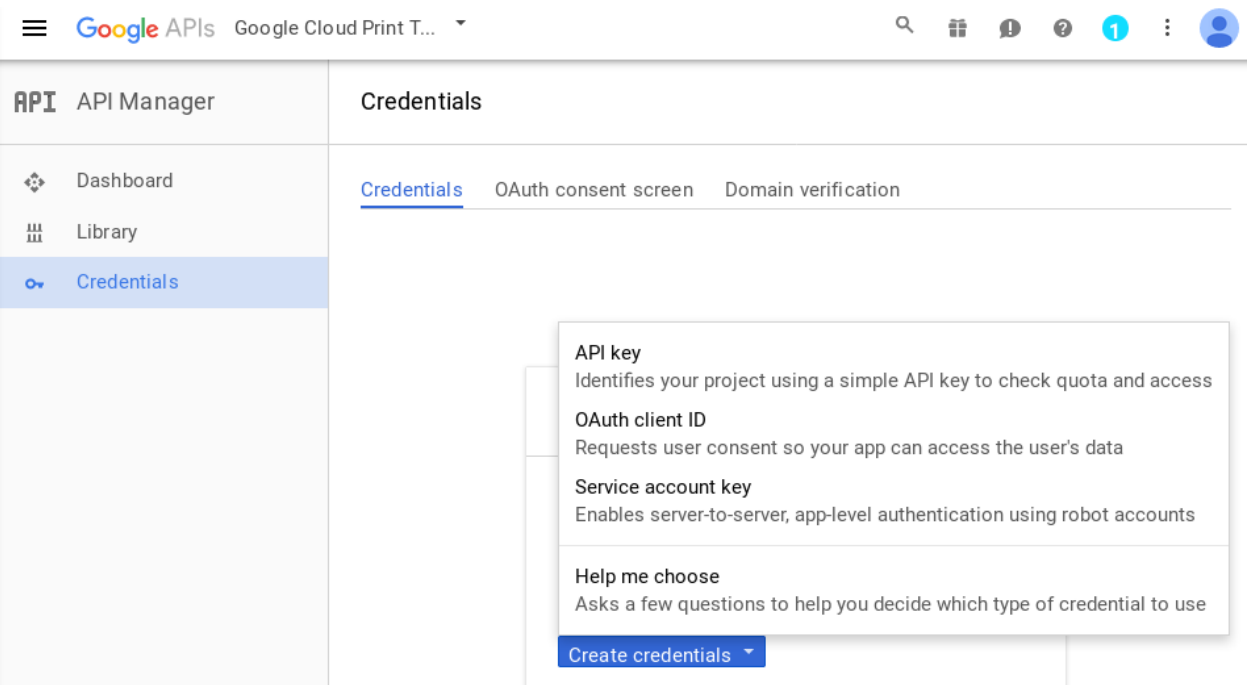 Google APIs Google Cloud Print T... 1
API API Manager
Credentials
Dashboard
Library
Credentials
Credentials OAuth consent screen Domain verification
API key
Identifies your project using a simple API key to check quota and access
OAuth client ID
Requests user consent so your app can access the user's data
Service account key
Enables server-to-server, app-level authentication using robot accounts
Help me choose
Asks a few questions to help you decide which type of credential to use
Create credentials